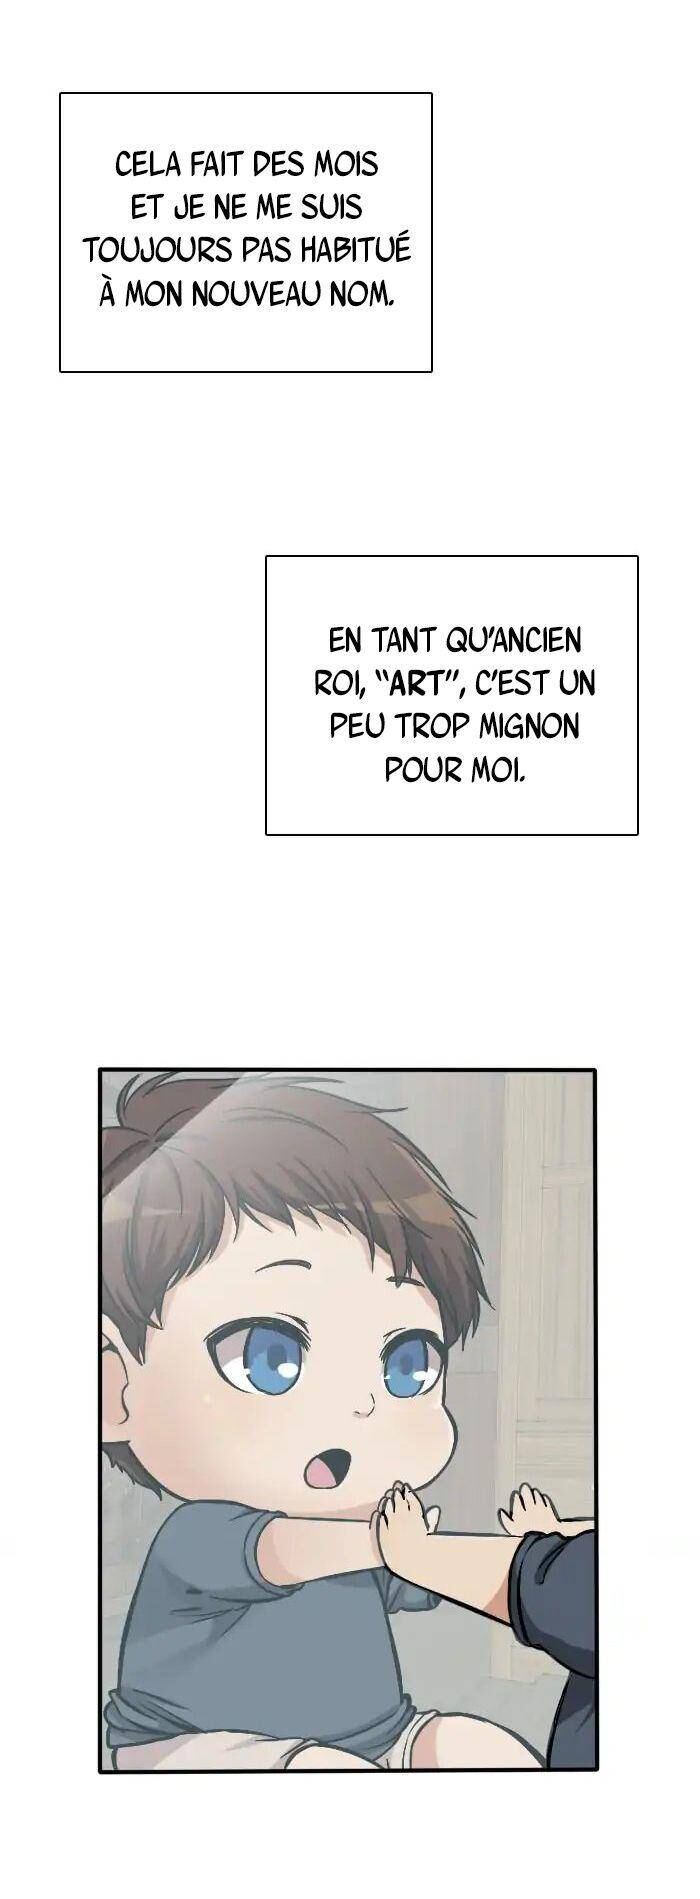 CELA FAIT DES MOIS
ET JE NE ME SUIS
TOUJOURS PAS HABITUÉ
À MON NOUVEAU NOM.
EN TANT QU'ANCIEN
ROI, "ART", C'EST UN
PEU TROP MIGNON
POUR MOI.